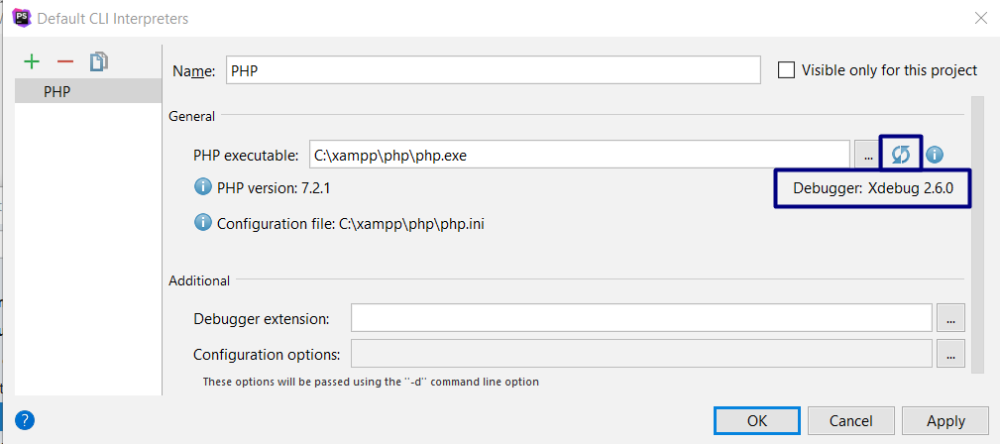 PS Default CLI Interpreters
PHP
Name: PHP
Visible only for this project
General
PHP executable: C:\xampp\php\php.exe ...
PHP version: 7.2.1
Debugger: Xdebug 2.6.0
Configuration file: C:\xampp\php\php.ini
Additional
Debugger extension: ...
Configuration options: ...
These options will be passed using the ''-d'' command line option
? OK Cancel Apply